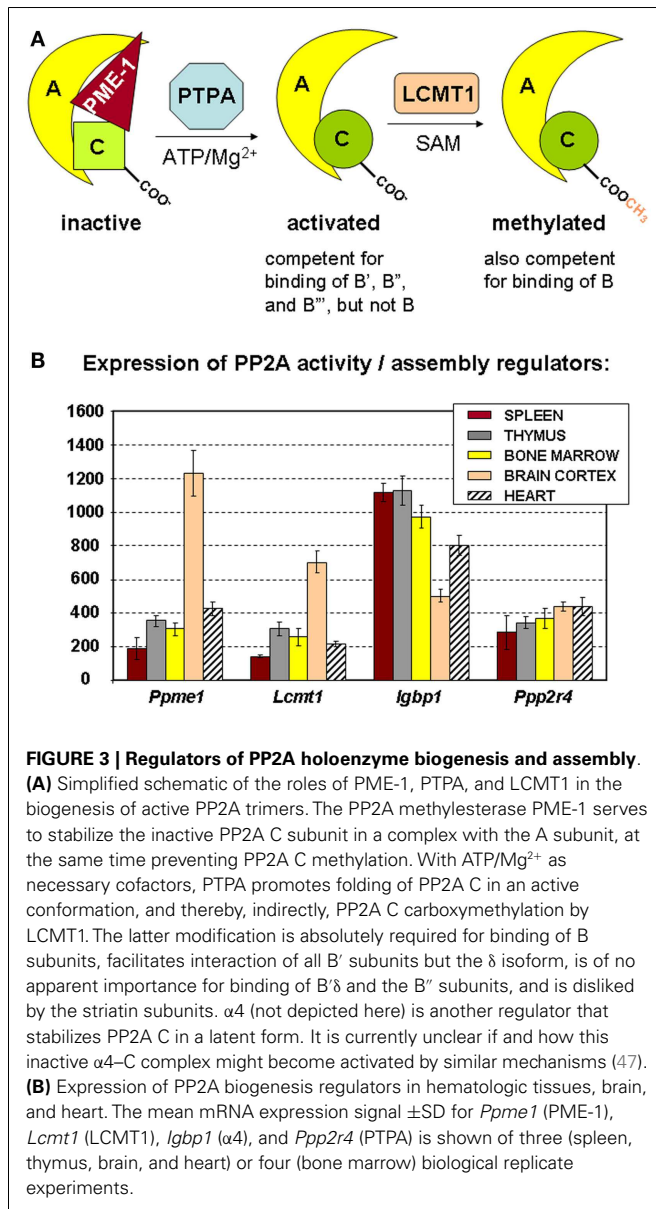 A
A
PME-1
C
COO-
inactive
PTPA
ATP/Mg2+
A
C
COO-
activated
competent for
binding of B', B",
and B"', but not B
LCMT1
SAM
A
C
COOCH3
methylated
also competent
for binding of B
B Expression of PP2A activity / assembly regulators:
1600
1400
1200
1000
800
600
400
200
0
SPLEEN
THYMUS
BONE MARROW
BRAIN CORTEX
HEART
Ppme1 Lcmt1 Igbp1 Ppp2r4
FIGURE 3 | Regulators of PP2A holoenzyme biogenesis and assembly.
(A) Simplified schematic of the roles of PME-1, PTPA, and LCMT1 in the
biogenesis of active PP2A trimers. The PP2A methylesterase PME-1 serves
to stabilize the inactive PP2A C subunit in a complex with the A subunit, at
the same time preventing PP2A C methylation. With ATP/Mg2+ as
necessary cofactors, PTPA promotes folding of PP2A C in an active
conformation, and thereby, indirectly, PP2A C carboxymethylation by
LCMT1. The latter modification is absolutely required for binding of B
subunits, facilitates interaction of all B′ subunits but the δ isoform, is of no
apparent importance for binding of B′δ and the B″ subunits, and is disliked
by the striatin subunits. α4 (not depicted here) is another regulator that
stabilizes PP2A C in a latent form. It is currently unclear if and how this
inactive α4–C complex might become activated by similar mechanisms (47).
(B) Expression of PP2A biogenesis regulators in hematologic tissues, brain,
and heart. The mean mRNA expression signal ±SD for Ppme1 (PME-1),
Lcmt1 (LCMT1), Igbp1 (α4), and Ppp2r4 (PTPA) is shown of three (spleen,
thymus, brain, and heart) or four (bone marrow) biological replicate
experiments.